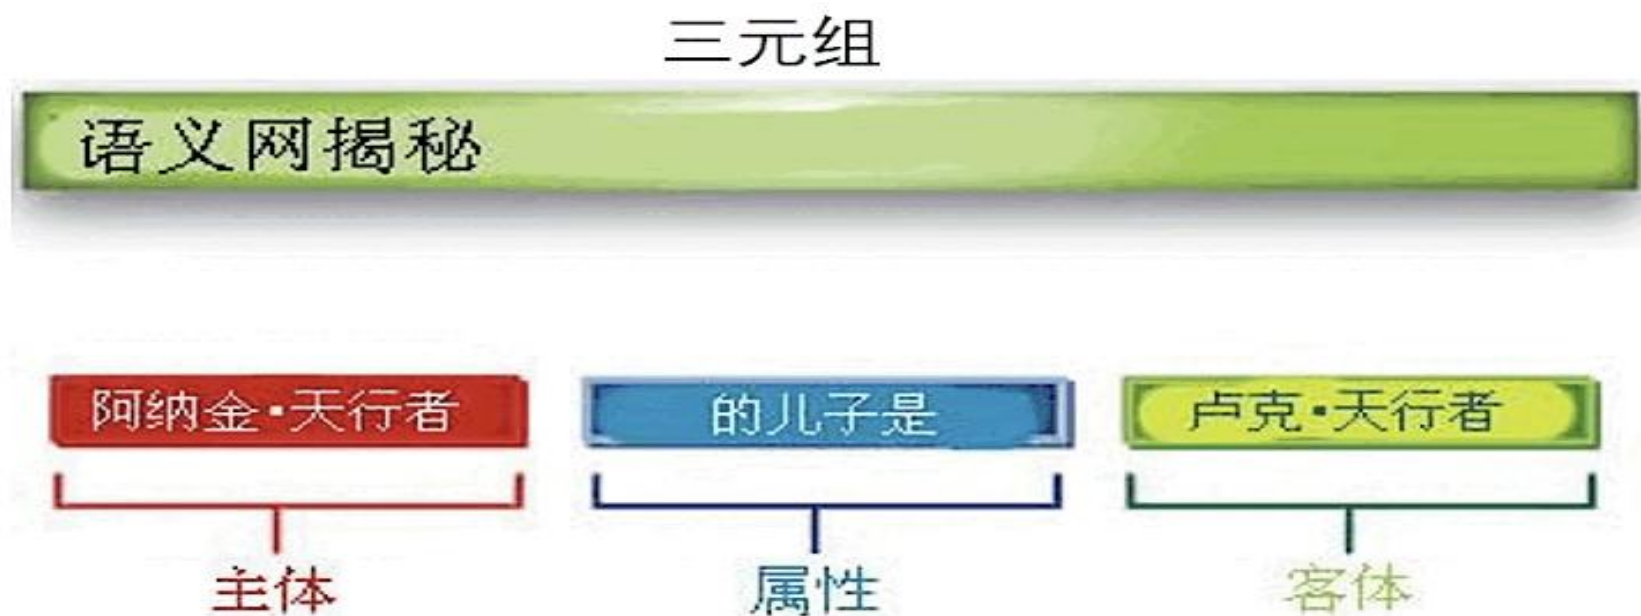 三元组
语义网揭秘
阿纳金·天行者 的儿子是 卢克·天行者
主体 属性 客体